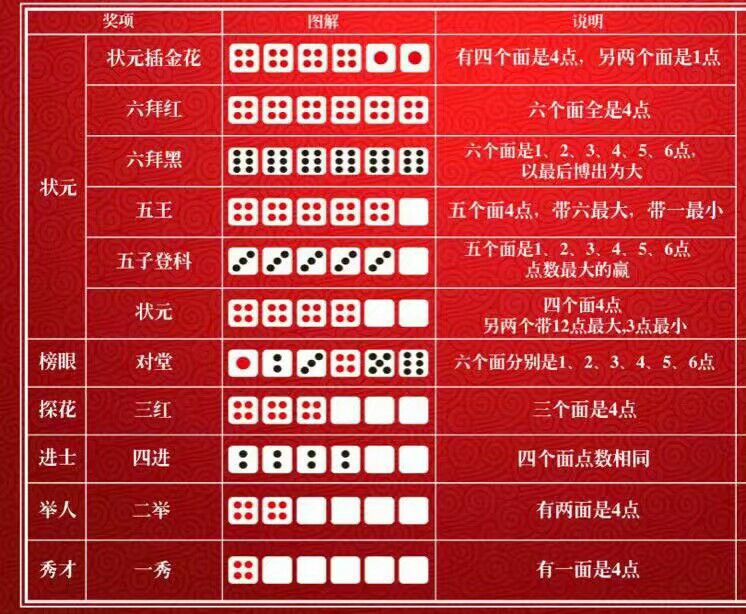 奖项 图解 说明
状元
状元插金花 有四个面是4点，另两个面是1点
六拜红 六个面全是4点
六拜黑 六个面是1、2、3、4、5、6点，
以最后博出为大
五王 五个面4点，带六最大，带一最小
五子登科 五个面是1、2、3、4、5、6点
点数最大的赢
状元 四个面4点
另两个带12点最大,3点最小
榜眼 对堂 六个面分别是1、2、3、4、5、6点
探花 三红 三个面是4点
进士 四进 四个面点数相同
举人 二举 有两面是4点
秀才 一秀 有一面是4点